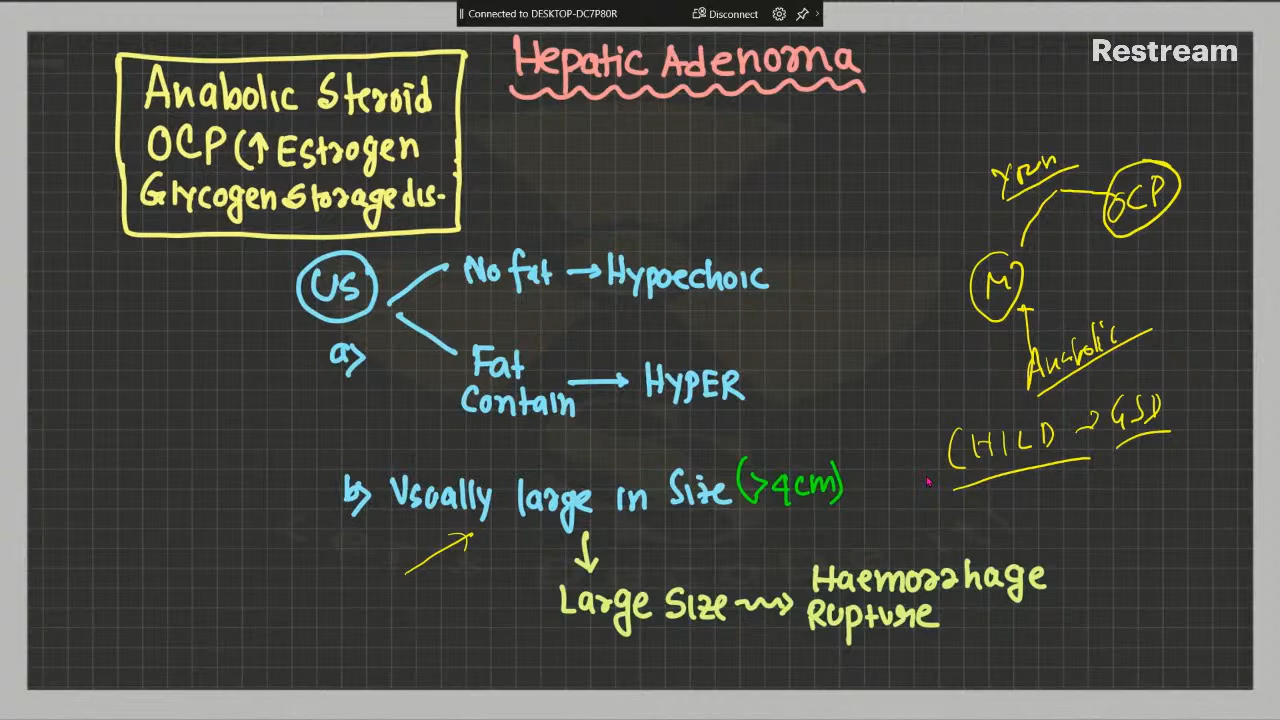 Connected to DESKTOP-DC7P80R
Disconnect
Restream
Hepatic Adenoma
Anabolic Steroid
OCP (↑ Estrogen
Glycogen Storage dis.
US
No fat → Hypoechoic
a>
Fat
Contain → HYPER
OCP
M
Anabolic
CHILD → GSD
b> Usually large in Size (>4cm)
↓
Large Size → Haemorrhage
Rupture